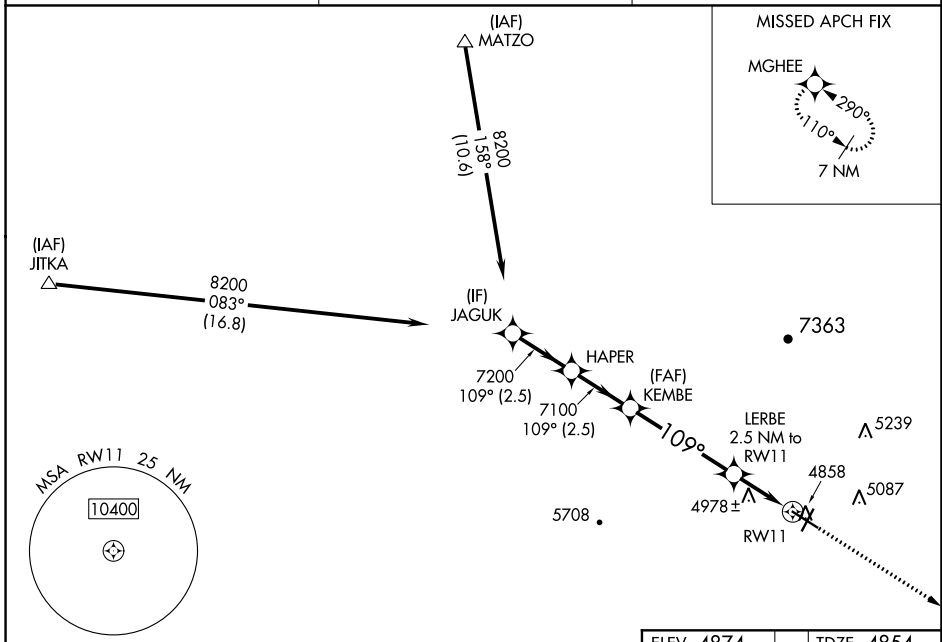 (IAF)
MATZO
MISSED APCH FIX
MGHEE
290°
110°
7 NM
8200
158°
(10.6)
(IAF)
JITKA
8200
083°
(16.8)
(IF)
JAGUK
7363
HAPER
7200
109° (2.5)
(FAF)
KEMBE
7100
109° (2.5)
109°
LERBE
2.5 NM to
RW11
5239
4858
5087
4978±
5708
RW11
MSA RW11 25 NM
10400
ELEV 4874
TDZE 4854